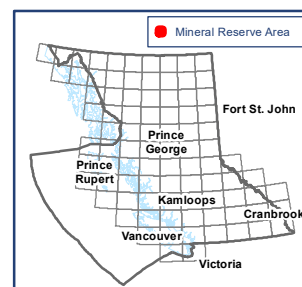 Mineral Reserve Area
Fort St. John
Prince
George
Prince
Rupert
Kamloops
Cranbrook
Vancouver
Victoria